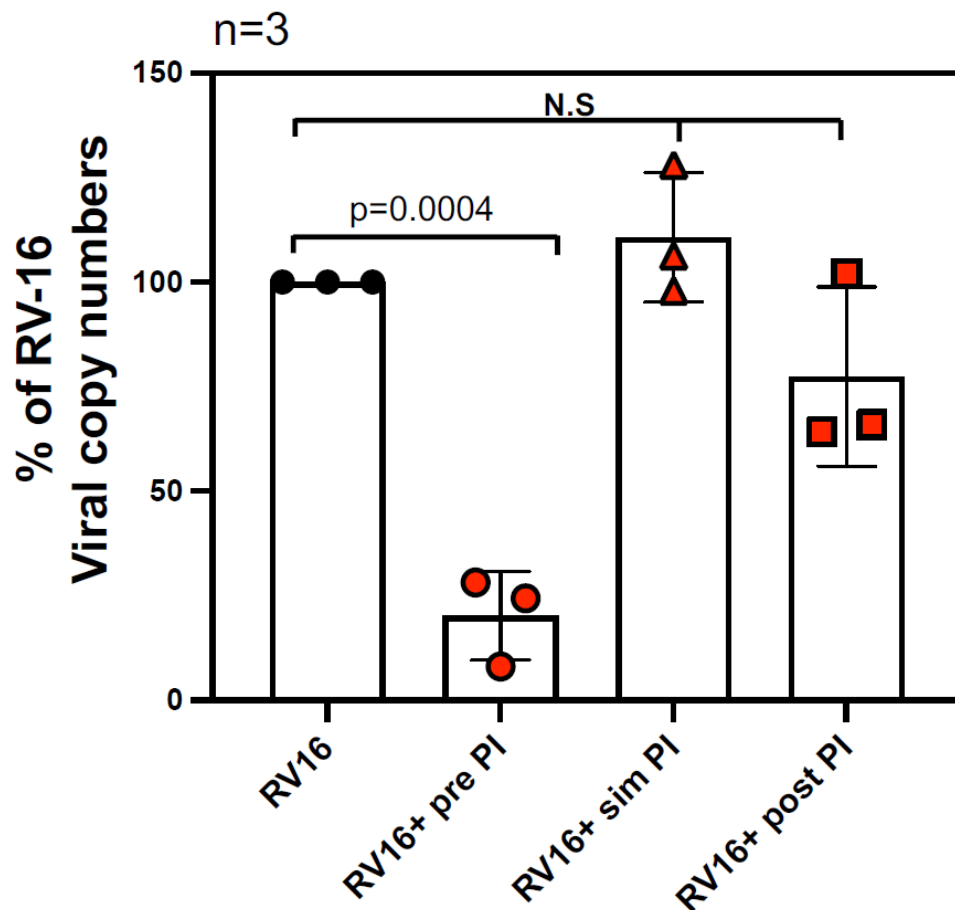 n=3
150
100
50
0
% of RV-16
Viral copy numbers
N.S
p=0.0004
RV16
RV16+ pre PI
RV16+ sim PI
RV16+ post PI